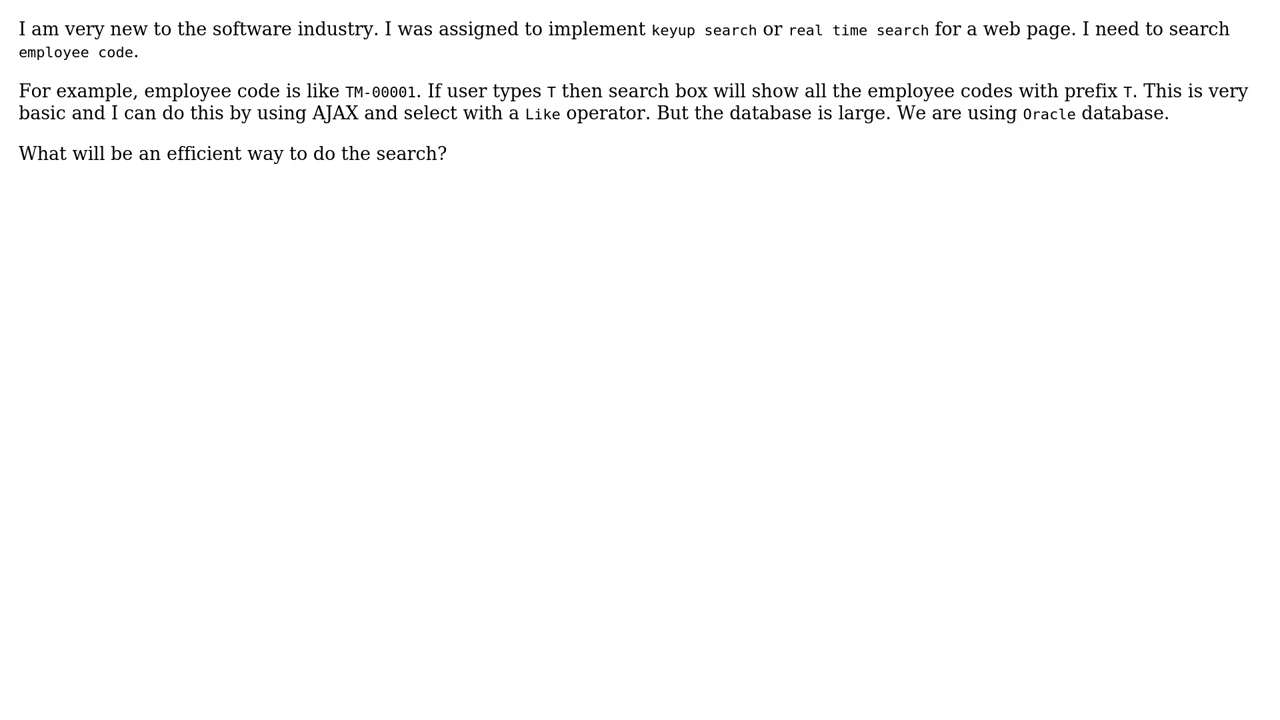 I am very new to the software industry. I was assigned to implement keyup search or real time search for a web page. I need to search
employee code.
For example, employee code is like TM-00001. If user types T then search box will show all the employee codes with prefix T. This is very
basic and I can do this by using AJAX and select with a Like operator. But the database is large. We are using Oracle database.
What will be an efficient way to do the search?